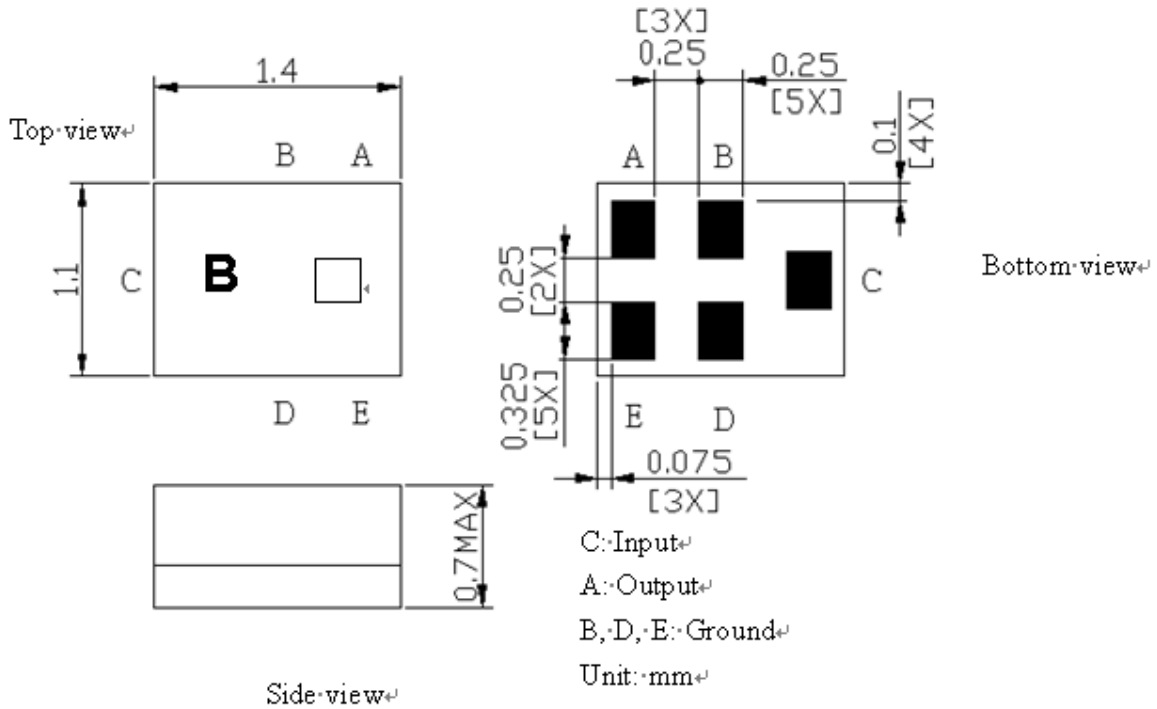 [3X]
0.25
0.25
[5X]
1.4
0.1
[4X]
Top·view↵
B A
A B
1.1
C
B
0.25
[2X]
C
Bottom·view↵
D E
0.325
[5X]
E D
0.075
[3X]
0.7MAX
C:·Input↵
A:·Output↵
B,·D,·E:·Ground↵
Unit:·mm↵
Side·view↵